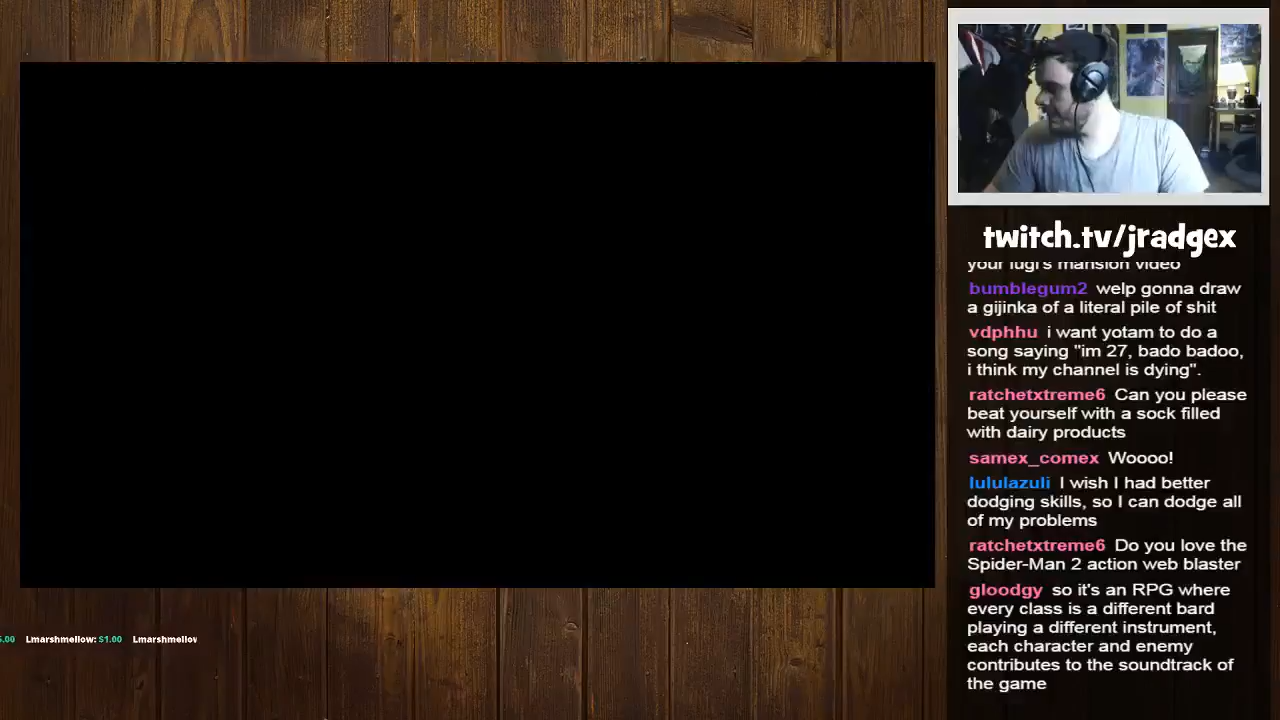 twitch.tv/jradgex
your lugi's mansion video
bumblegum2 welp gonna draw
a gijinka of a literal pile of shit
vdphhu i want yotam to do a
song saying "im 27, bado badoo,
i think my channel is dying".
ratchetxtreme6 Can you please
beat yourself with a sock filled
with dairy products
samex_comex Woooo!
lululazuli I wish I had better
dodging skills, so I can dodge all
of my problems
ratchetxtreme6 Do you love the
Spider-Man 2 action web blaster
gloodgy so it's an RPG where
every class is a different bard
playing a different instrument,
each character and enemy
contributes to the soundtrack of
the game
5.00 Lmarshmellow: $1.00 Lmarshmellov